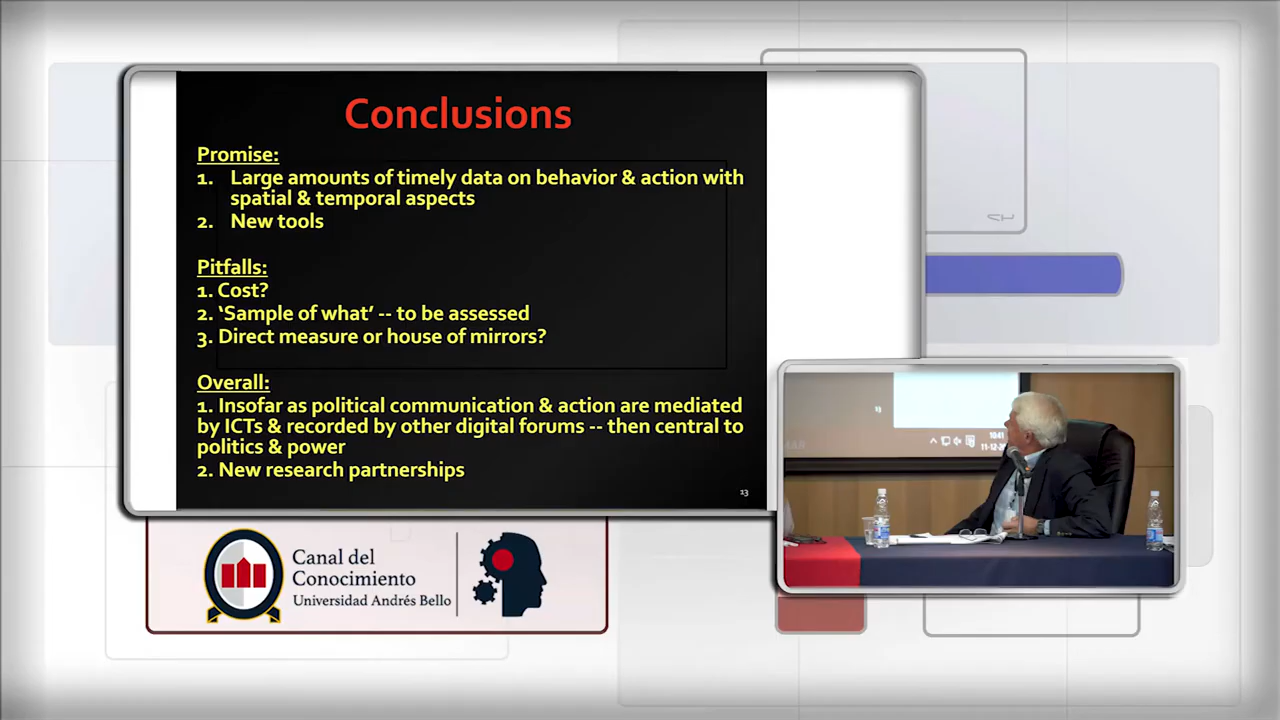 Conclusions
Promise:
1. Large amounts of timely data on behavior & action with
spatial & temporal aspects
2. New tools
Pitfalls:
1. Cost?
2. ‘Sample of what’ -- to be assessed
3. Direct measure or house of mirrors?
Overall:
1. Insofar as political communication & action are mediated
by ICTs & recorded by other digital forums -- then central to
politics & power
2. New research partnerships
13
10:41
Canal del
Conocimiento
Universidad Andrés Bello